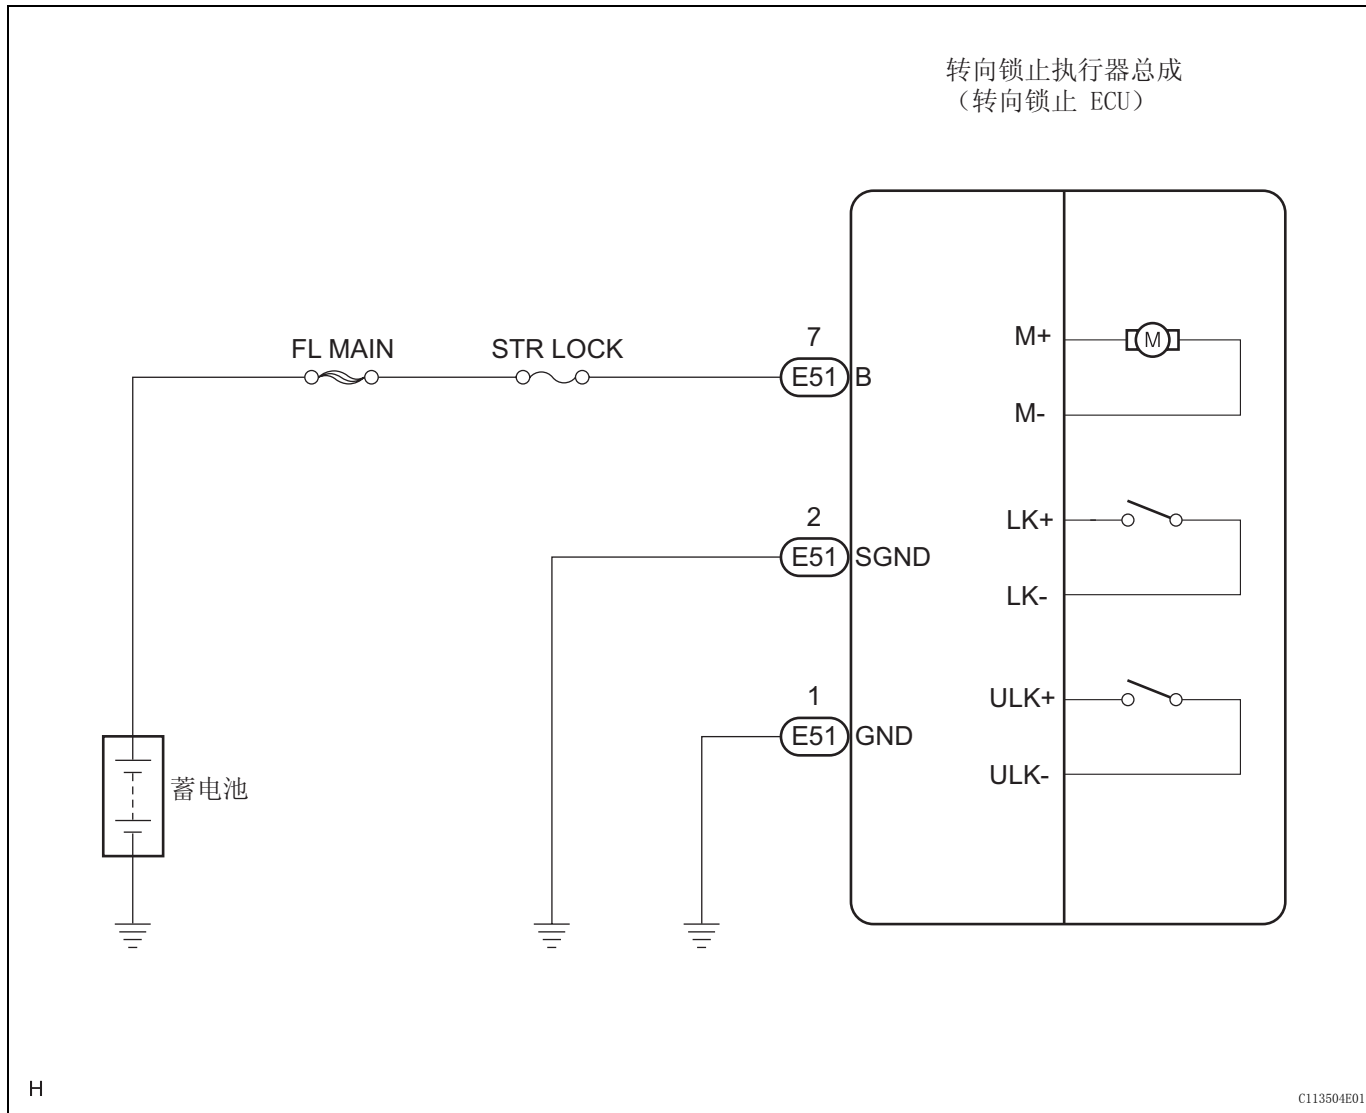 转向锁止执行器总成
（转向锁止 ECU）
FL MAIN
STR LOCK
7
E51
B
2
E51
SGND
1
E51
GND
M+
M
M-
LK+
LK-
ULK+
ULK-
蓄电池
H
C113504E01